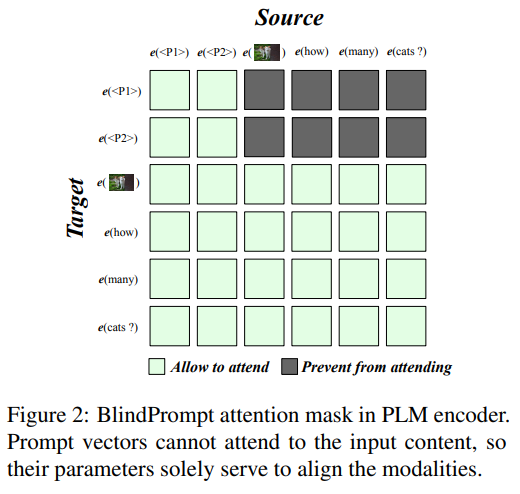 Source
e(<P1>) e(<P2>) e( ) e(how) e(many) e(cats ?)
Target
e(<P1>)
e(<P2>)
e( )
e(how)
e(many)
e(cats ?)
Allow to attend Prevent from attending
Figure 2: BlindPrompt attention mask in PLM encoder.
Prompt vectors cannot attend to the input content, so
their parameters solely serve to align the modalities.